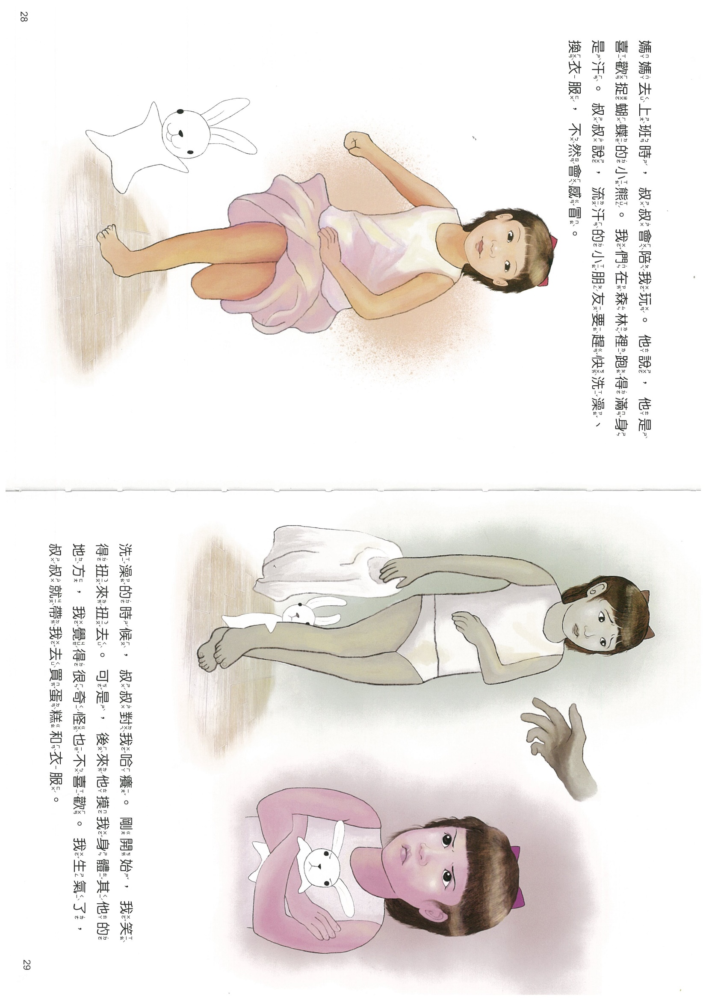 媽媽去上班時，叔叔會陪我玩。他說，他是
喜歡捉蝴蝶的小熊。我們在森林裡跑得滿身
是汗。叔叔說，流汗的小朋友要趕快洗澡、
換衣服，不然會感冒。
28
洗澡的時候，叔叔對我哈癢。剛開始，我笑
得扭來扭去。可是，後來他摸我身體其他的
地方，我覺得很奇怪也不喜歡。我生氣了，
叔叔就帶我去買蛋糕和衣服。
29